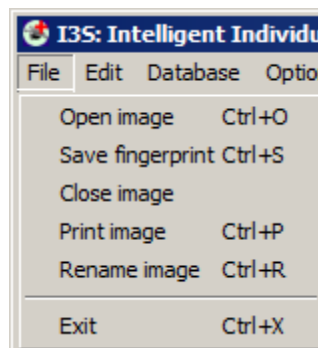 I3S: Intelligent Individu
File Edit Database Optio
Open image Ctrl+O
Save fingerprint Ctrl+S
Close image
Print image Ctrl+P
Rename image Ctrl+R
Exit Ctrl+X